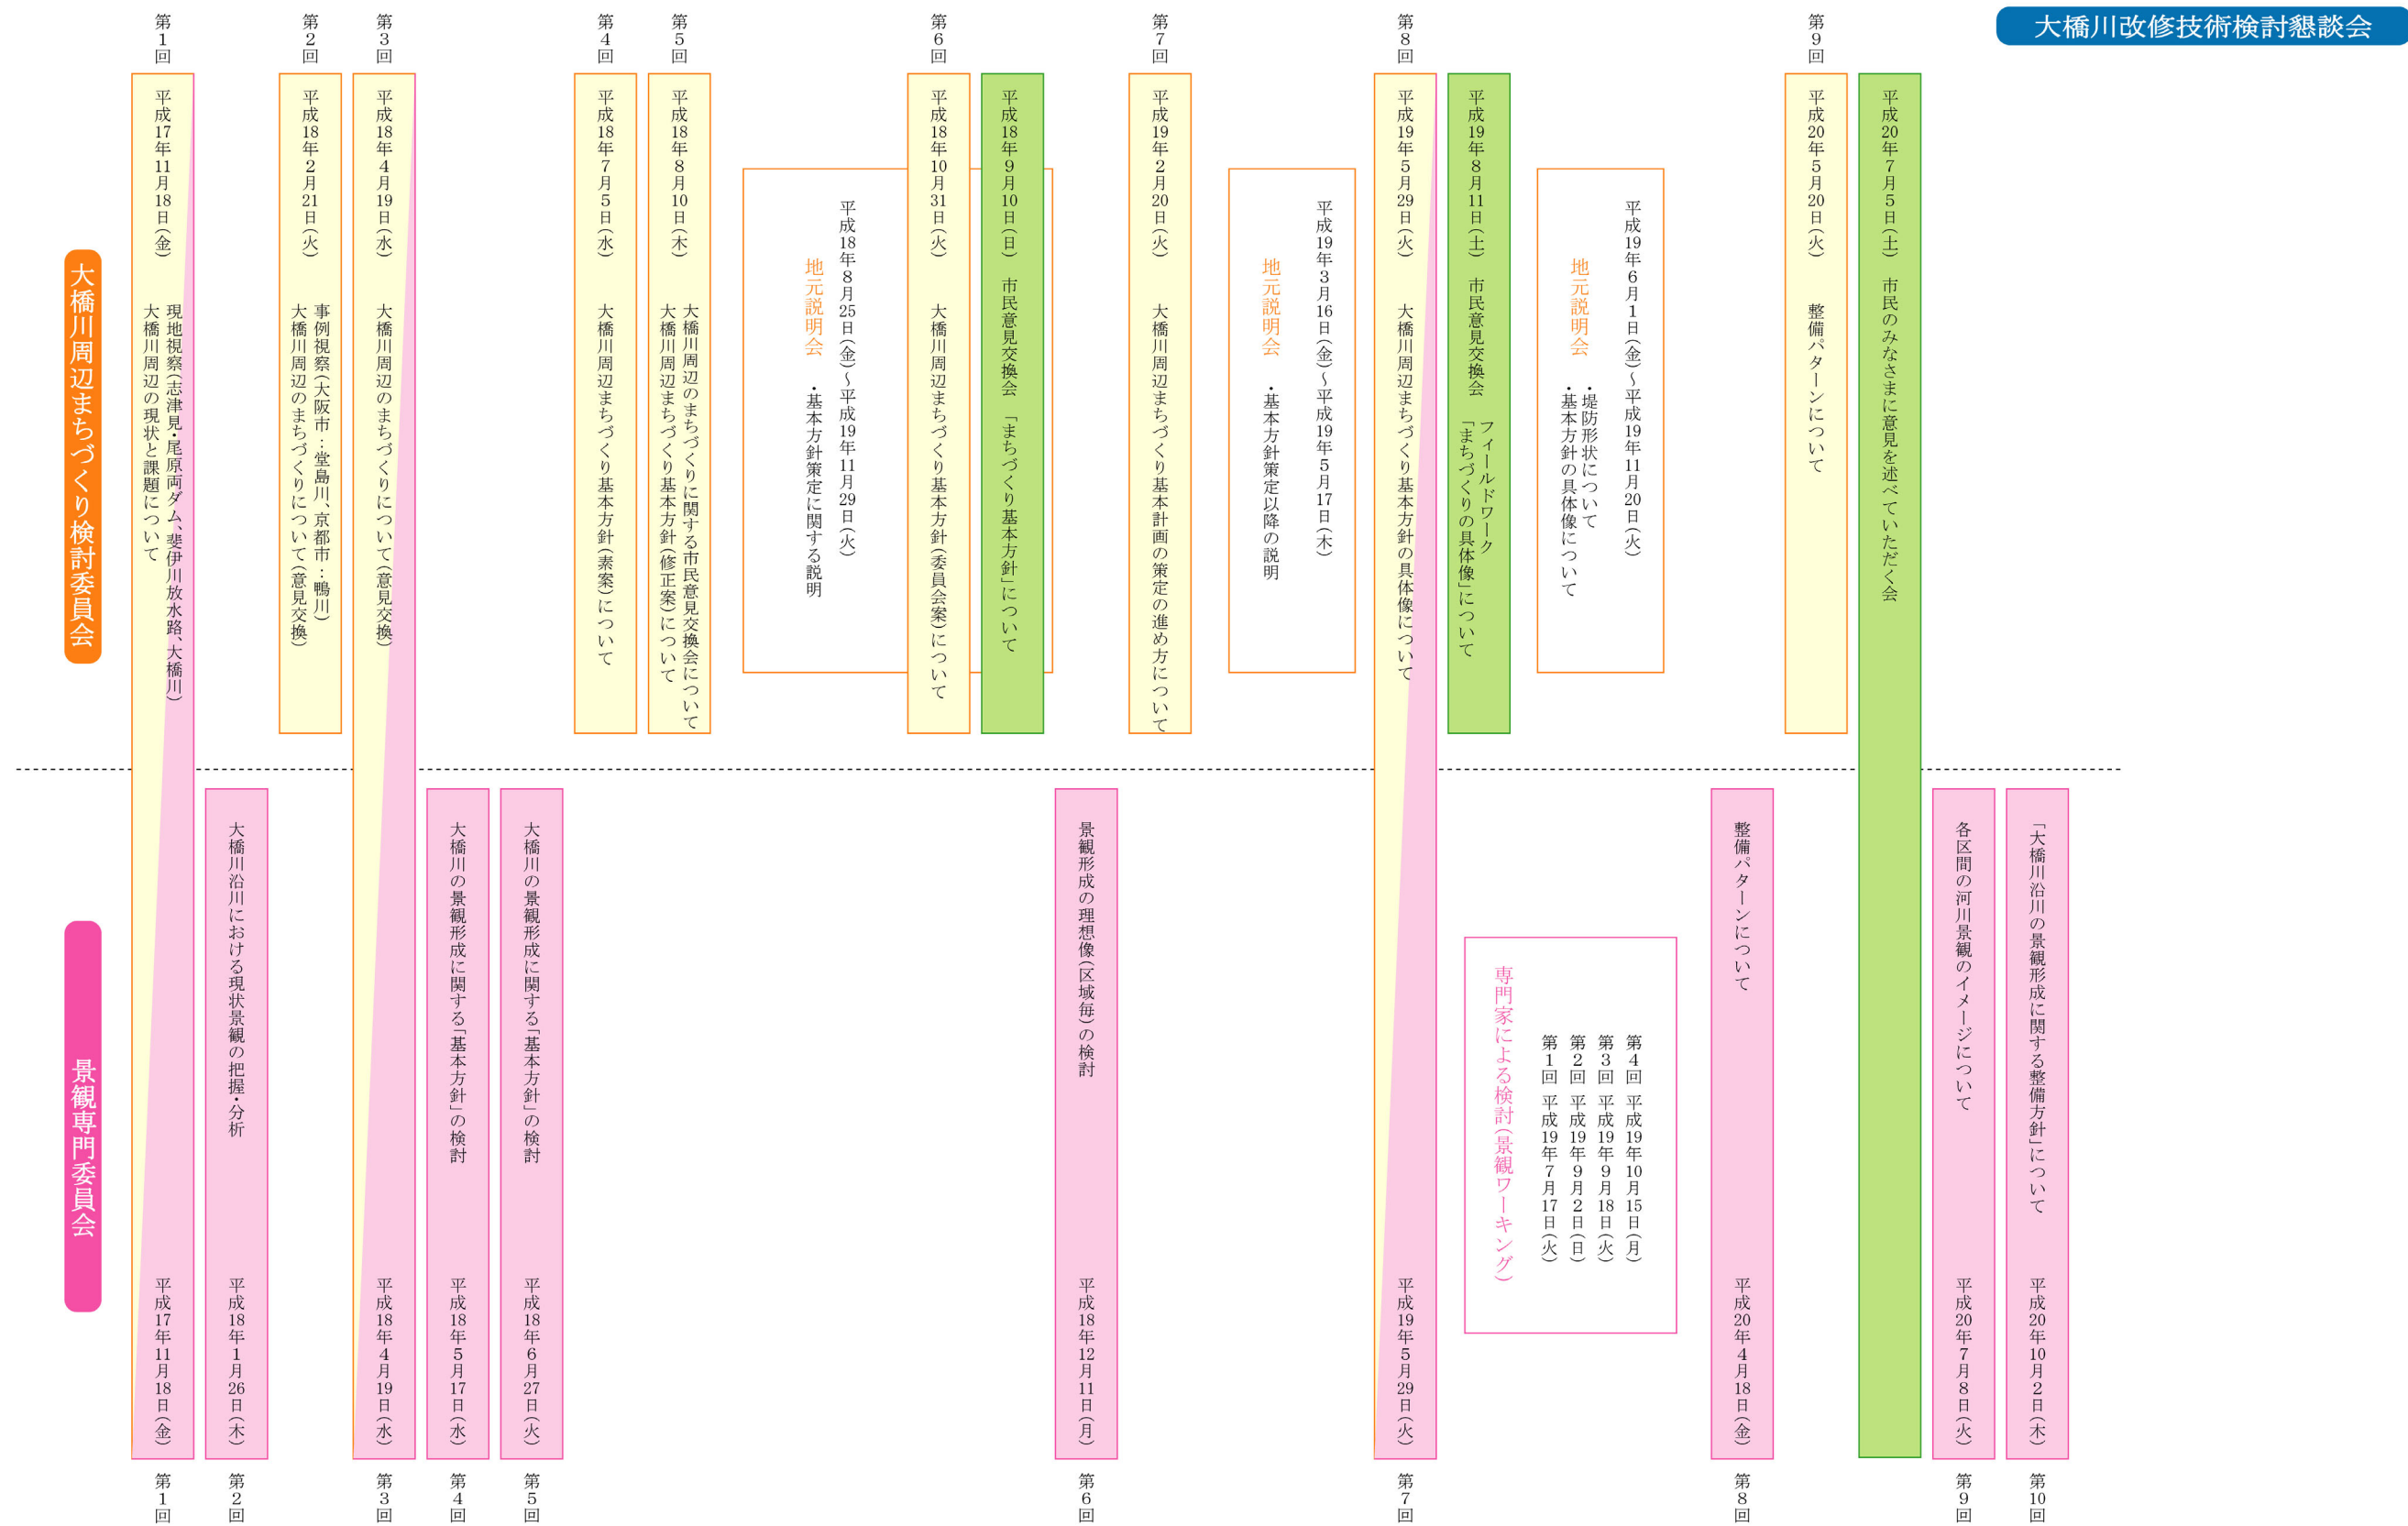 大橋川改修技術検討懇談会
大橋川周辺まちづくり検討委員会
第1回
平成17年11月18日(金)
現地視察(志津見・尾原両ダム、斐伊川放水路、大橋川)
大橋川周辺の現状と課題について
第2回
平成18年2月21日(火)
事例視察(大阪市：堂島川、京都市：鴨川)
大橋川周辺のまちづくりについて(意見交換)
第3回
平成18年4月19日(水)
大橋川周辺のまちづくりについて(意見交換)
第4回
平成18年7月5日(水)
大橋川周辺まちづくり基本方針(素案)について
第5回
平成18年8月10日(木)
大橋川周辺のまちづくりに関する市民意見交換会について
大橋川周辺まちづくり基本方針(修正案)について
平成18年8月25日(金)～平成19年11月29日(火)
地元説明会 ・基本方針策定に関する説明
第6回
平成18年10月31日(火)
大橋川周辺まちづくり基本方針(委員会案)について
平成18年9月10日(日) 市民意見交換会 「まちづくり基本方針」について
第7回
平成19年2月20日(火)
大橋川周辺まちづくり基本計画の策定の進め方について
平成19年3月16日(金)～平成19年5月17日(木)
地元説明会 ・基本方針策定以降の説明
第8回
平成19年5月29日(火)
大橋川周辺まちづくり基本方針の具体像について
平成19年8月11日(土) 市民意見交換会
フィールドワーク
「まちづくりの具体像」について
平成19年6月1日(金)～平成19年11月20日(火)
地元説明会
・堤防形状について
・基本方針の具体像について
第9回
平成20年5月20日(火)
整備パターンについて
平成20年7月5日(土) 市民のみなさまに意見を述べていただく会
景観専門委員会
平成17年11月18日(金)
第1回
大橋川沿川における現状景観の把握・分析
平成18年1月26日(木)
第2回
平成18年4月19日(水)
第3回
大橋川の景観形成に関する「基本方針」の検討
平成18年5月17日(水)
第4回
大橋川の景観形成に関する「基本方針」の検討
平成18年6月27日(火)
第5回
景観形成の理想像(区域毎)の検討
平成18年12月11日(月)
第6回
平成19年5月29日(火)
第7回
専門家による検討(景観ワーキング)
第1回 平成19年7月17日(火)
第2回 平成19年9月2日(日)
第3回 平成19年9月18日(火)
第4回 平成19年10月15日(月)
整備パターンについて
平成20年4月18日(金)
第8回
各区間の河川景観のイメージについて
平成20年7月8日(火)
第9回
「大橋川沿川の景観形成に関する整備方針」について
平成20年10月2日(木)
第10回